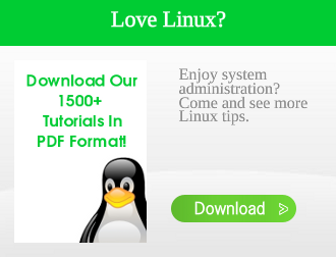 Love Linux?
Download Our
1500+
Tutorials In
PDF Format!
Enjoy system
administration?
Come and see more
Linux tips.
Download